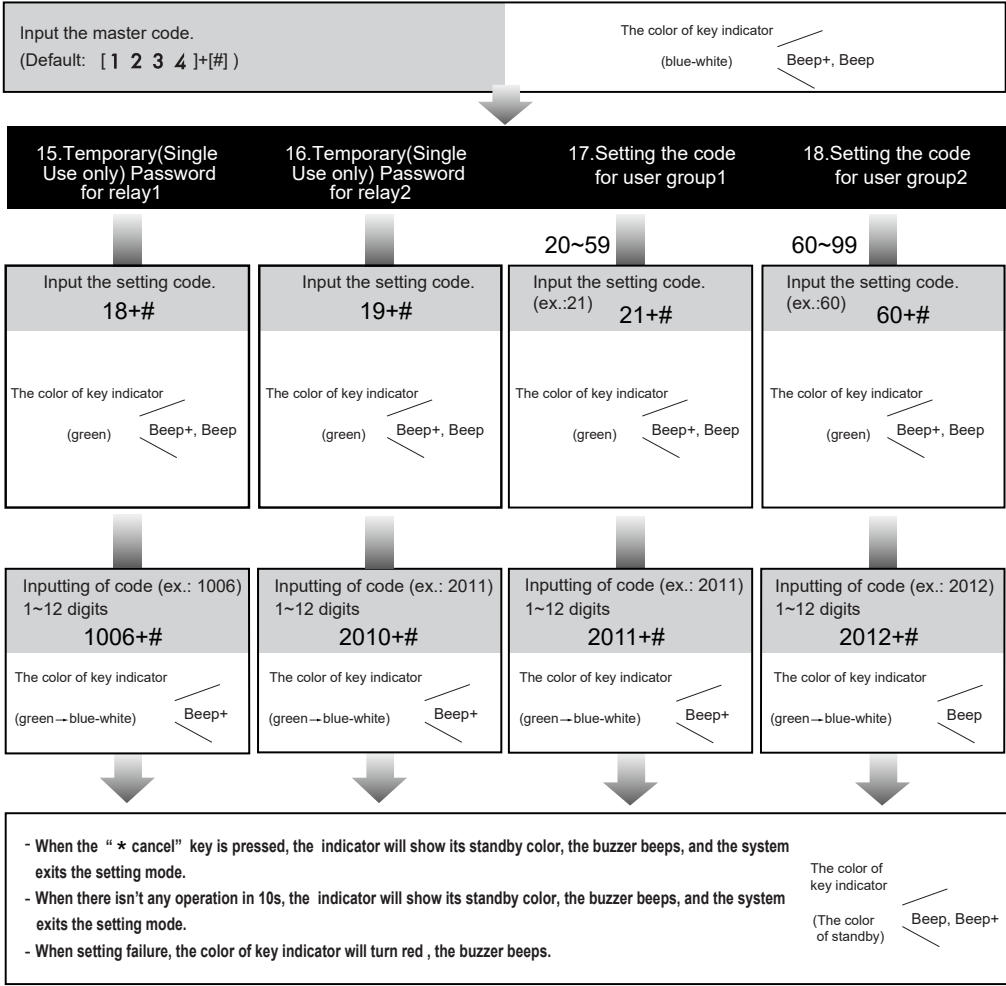 Input the master code.
(Default: [ 1 2 3 4 ]+[#] )
The color of key indicator
(blue-white)
Beep+, Beep
15.Temporary(Single
Use only) Password
for relay1
16.Temporary(Single
Use only) Password
for relay2
17.Setting the code
for user group1
18.Setting the code
for user group2
20~59
60~99
Input the setting code.
18+#
The color of key indicator
(green)
Beep+, Beep
Input the setting code.
19+#
The color of key indicator
(green)
Beep+, Beep
Input the setting code.
(ex.:21)
21+#
The color of key indicator
(green)
Beep+, Beep
Input the setting code.
(ex.:60)
60+#
The color of key indicator
(green)
Beep+, Beep
Inputting of code (ex.: 1006)
1~12 digits
1006+#
The color of key indicator
(green→blue-white)
Beep+
Inputting of code (ex.: 2011)
1~12 digits
2010+#
The color of key indicator
(green→blue-white)
Beep+
Inputting of code (ex.: 2011)
1~12 digits
2011+#
The color of key indicator
(green→blue-white)
Beep+
Inputting of code (ex.: 2012)
1~12 digits
2012+#
The color of key indicator
(green→blue-white)
Beep
- When the “ * cancel” key is pressed, the indicator will show its standby color, the buzzer beeps, and the system
exits the setting mode.
- When there isn't any operation in 10s, the indicator will show its standby color, the buzzer beeps, and the system
exits the setting mode.
- When setting failure, the color of key indicator will turn red , the buzzer beeps.
The color of
key indicator
(The color
of standby)
Beep, Beep+